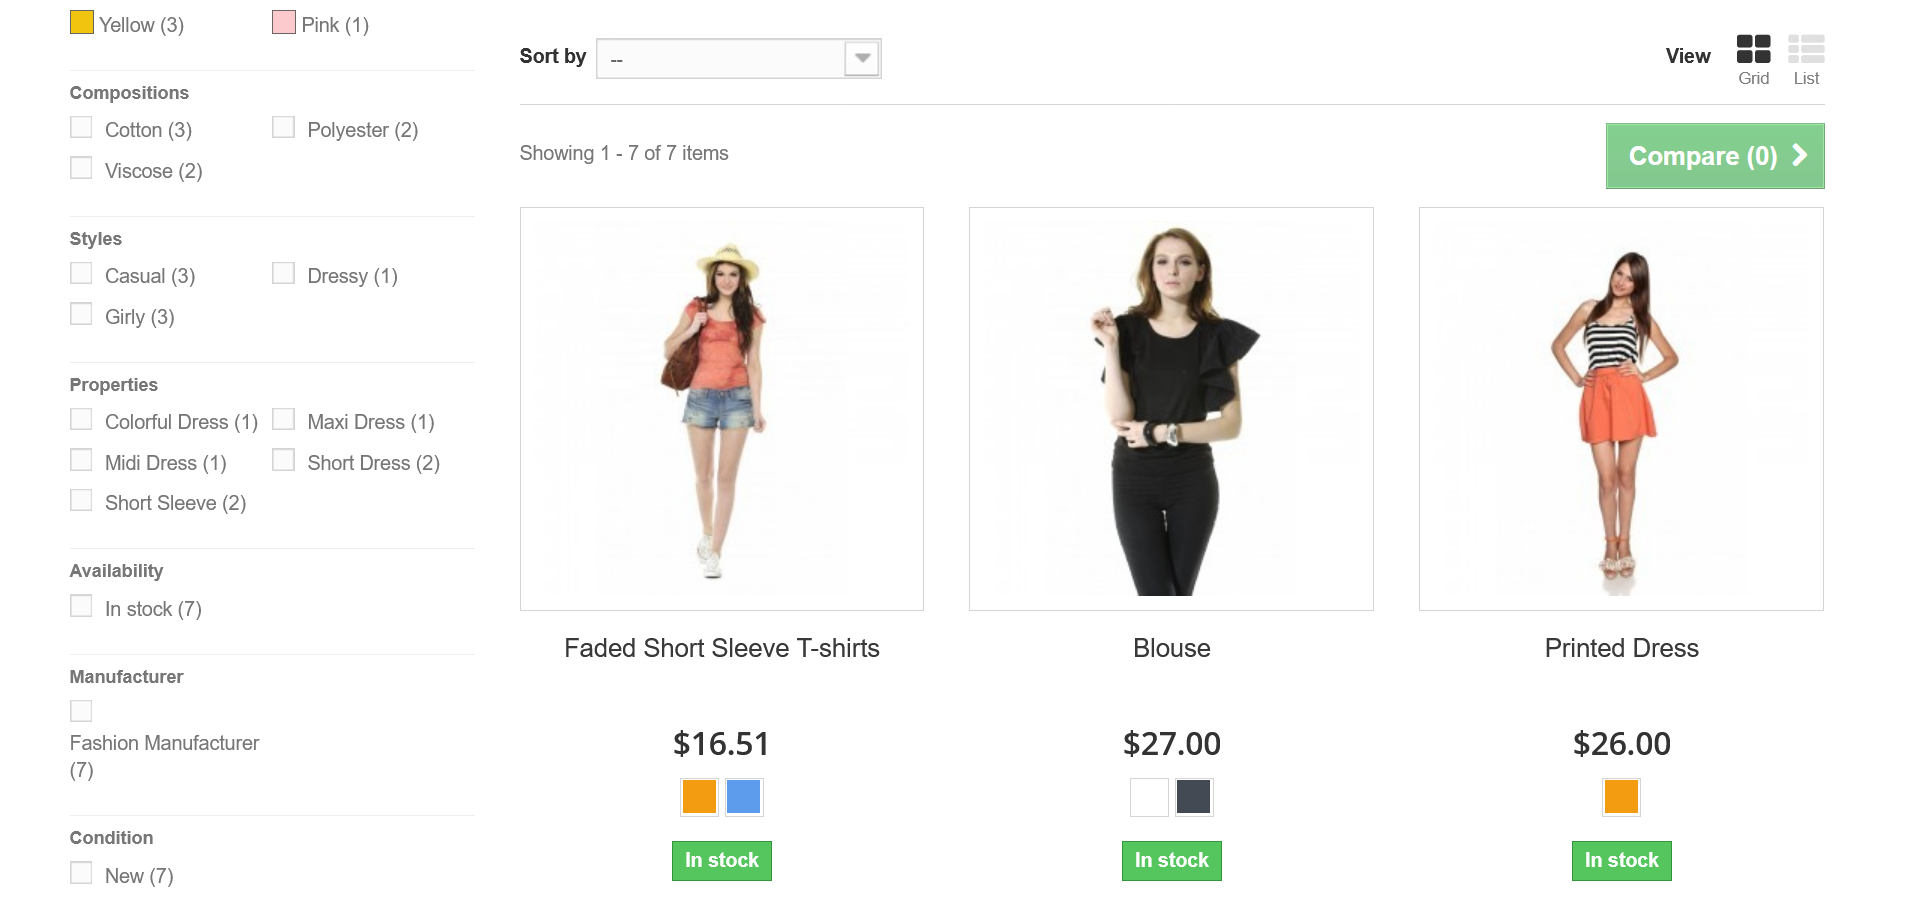 Yellow (3)
Pink (1)
Compositions
Cotton (3)
Polyester (2)
Viscose (2)
Styles
Casual (3)
Dressy (1)
Girly (3)
Properties
Colorful Dress (1)
Maxi Dress (1)
Midi Dress (1)
Short Dress (2)
Short Sleeve (2)
Availability
In stock (7)
Manufacturer
Fashion Manufacturer
(7)
Condition
New (7)
Sort by
--
View
Grid
List
Showing 1 - 7 of 7 items
Compare (0)
Faded Short Sleeve T-shirts
$16.51
In stock
Blouse
$27.00
In stock
Printed Dress
$26.00
In stock